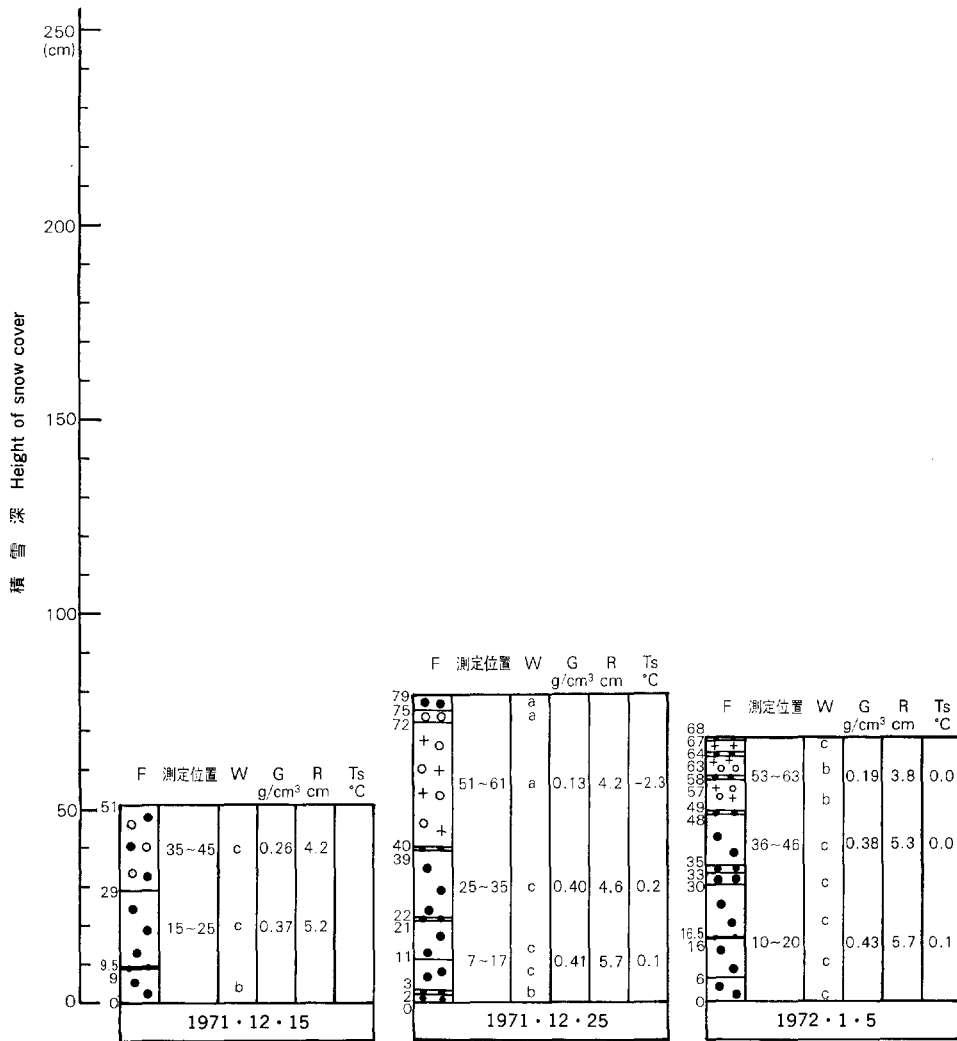 250
(cm)
200
150
100
50
0
積雪深 Height of snow cover
F 測定位置 W G R Ts
g/cm³ cm °C
51
35~45 c 0.26 4.2
29
15~25 c 0.37 5.2
9.5
9
b
0
1971・12・15
F 測定位置 W G R Ts
g/cm³ cm °C
79
a
75
a
72
51~61 a 0.13 4.2 -2.3
40
39
25~35 c 0.40 4.6 0.2
22
21
c
11
7~17 0.41 5.7 0.1
c
3
b
2
0
1971・12・25
F 測定位置 W G R Ts
g/cm³ cm °C
68
67
c
64
63
b
53~63 0.19 3.8 0.0
58
57
b
49
48
36~46 c 0.38 5.3 0.0
35
33
c
30
c
16.5
10~20 0.43 5.7 0.1
16
c
6
c
0
1972・1・5